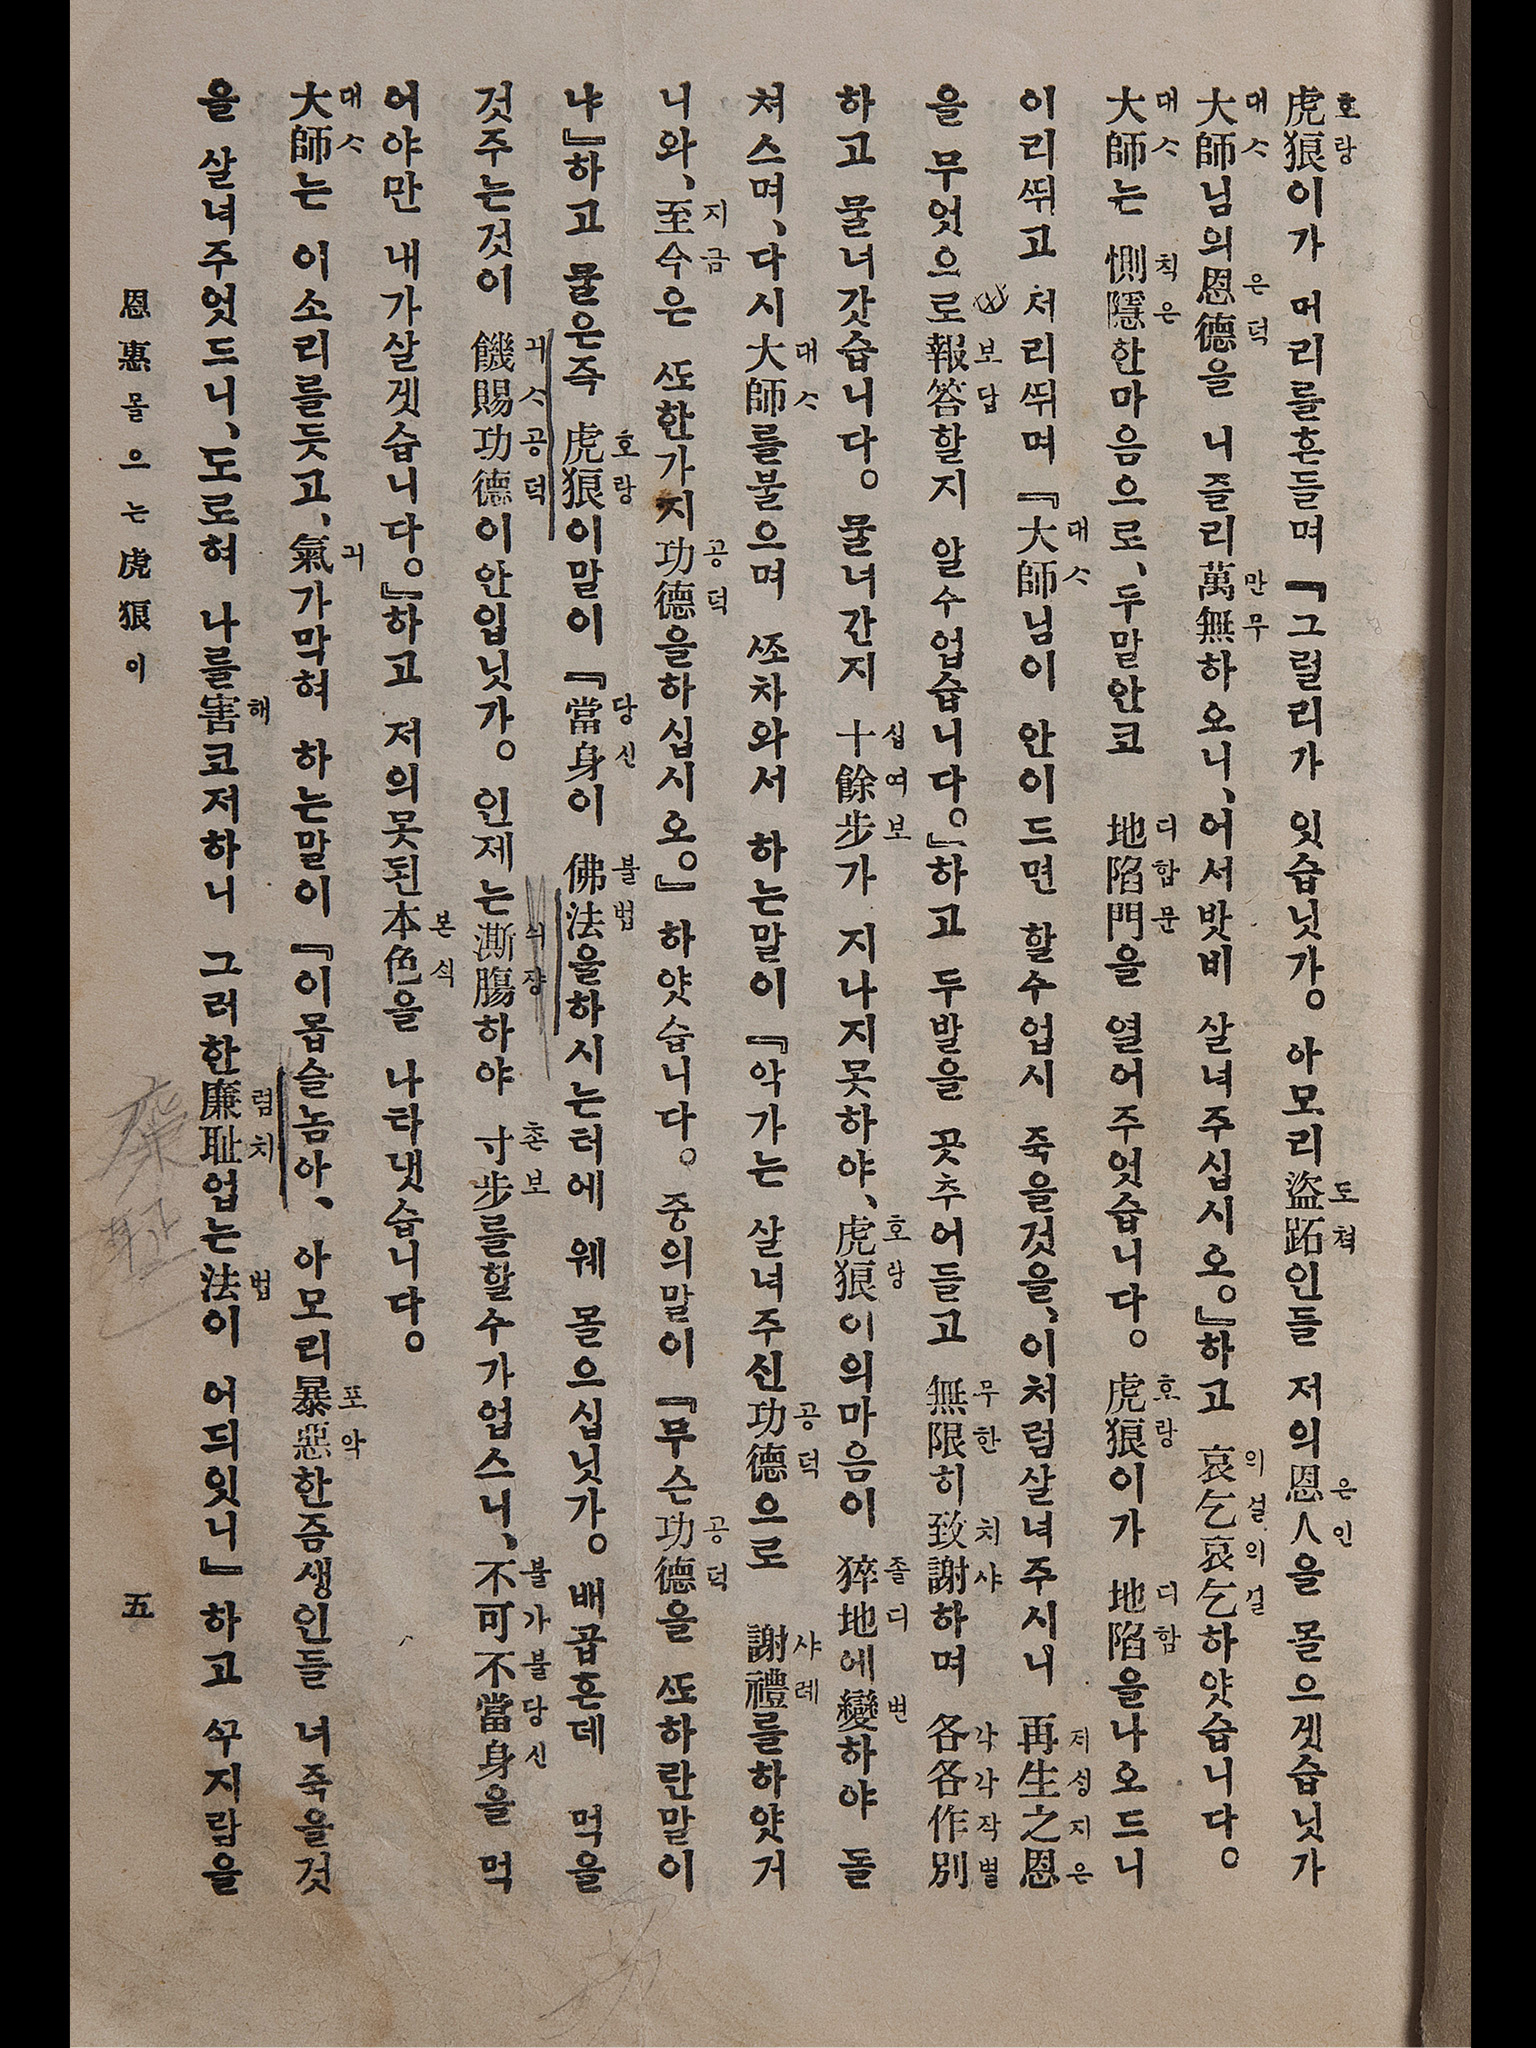 虎狼이가 머리를흔들며 『그럴리가 잇습닛가。 아모리盜跖인들 저의恩人을 몰으겟습닛가
大師님의恩德을 니즐리萬無하오니、어서밧비 살녀주십시오。』하고 哀乞哀乞하얏습니다。
大師는 惻隱한마음으로、두말안코 地陷門을 열어주엇습니다。 虎狼이가 地陷을나오드니
이리ᄯᅱ고 저리ᄯᅱ며 『大師님이 안이드면 할수업시 죽을것을、이처럼살녀주시니 再生之恩
을 무엇으로報答할지 알수업습니다。』하고 두발을 곳추어들고 無限히致謝하며 各各作別
하고 물너갓습니다。 물너간지 十餘步가 지나지못하야、虎狼이의마음이 猝地에變하야 돌
쳐스며、다시大師를불으며 ᄶᅩ차와서 하는말이 『악가는 살녀주신功德으로 謝禮를하얏거
니와、至今은 ᄯᅩ한가지功德을하십시오。』 하얏습니다。 중의말이 『무슨功德을 ᄯᅩ하란말이
냐』하고 물은즉 虎狼이말이 『當身이 佛法을하시는터에 웨 몰으십닛가。 배곱흔데 먹을
것주는것이 饑賜功德이안입닛가。 인제는澌膓하야 寸步를할수가업스니、不可不當身을 먹
어야만 내가살겟습니다。』하고 저의못된本色을 나타냇습니다。
大師는 이소리를듯고、氣가막혀 하는말이 『이몹슬놈아、 아모리暴惡한즘생인들 너죽을것
을 살녀주엇드니、도로혀 나를害코저하니 그러한廉耻업는法이 어듸잇니』하고 ᄭᅮ지람을
恩惠몰으는虎狼이
五